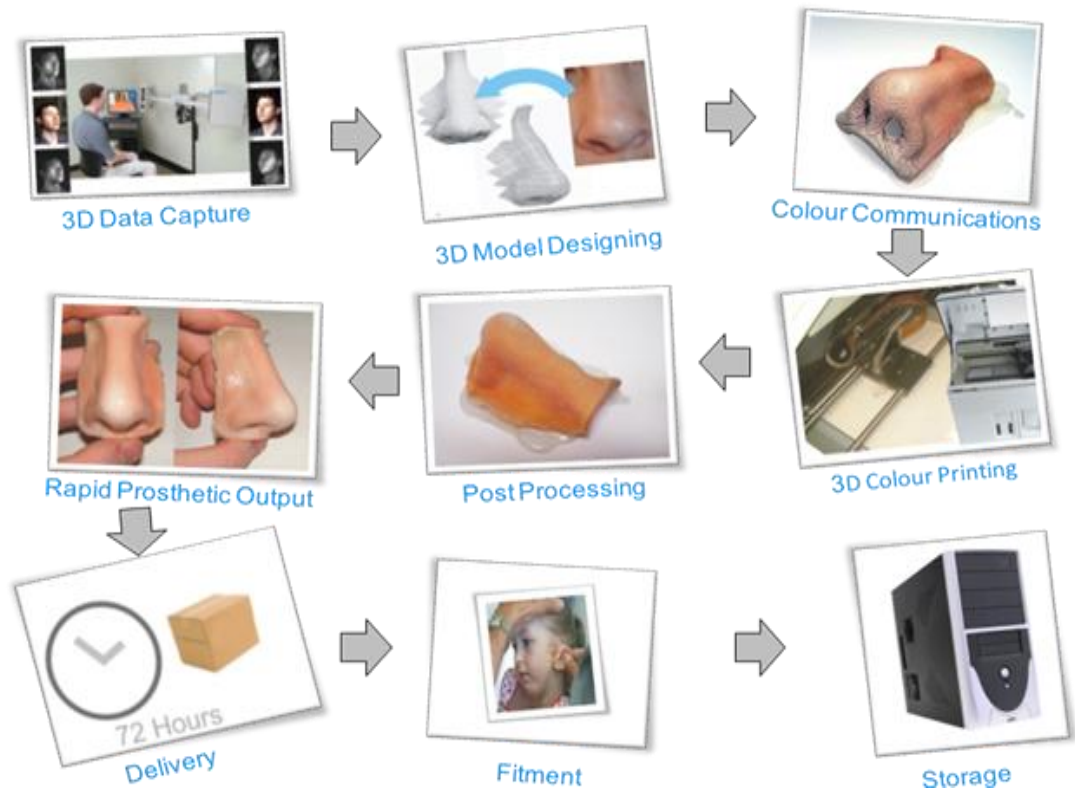 3D Data Capture
3D Model Designing
Colour Communications
3D Colour Printing
Post Processing
Rapid Prosthetic Output
72 Hours
Delivery
Fitment
Storage